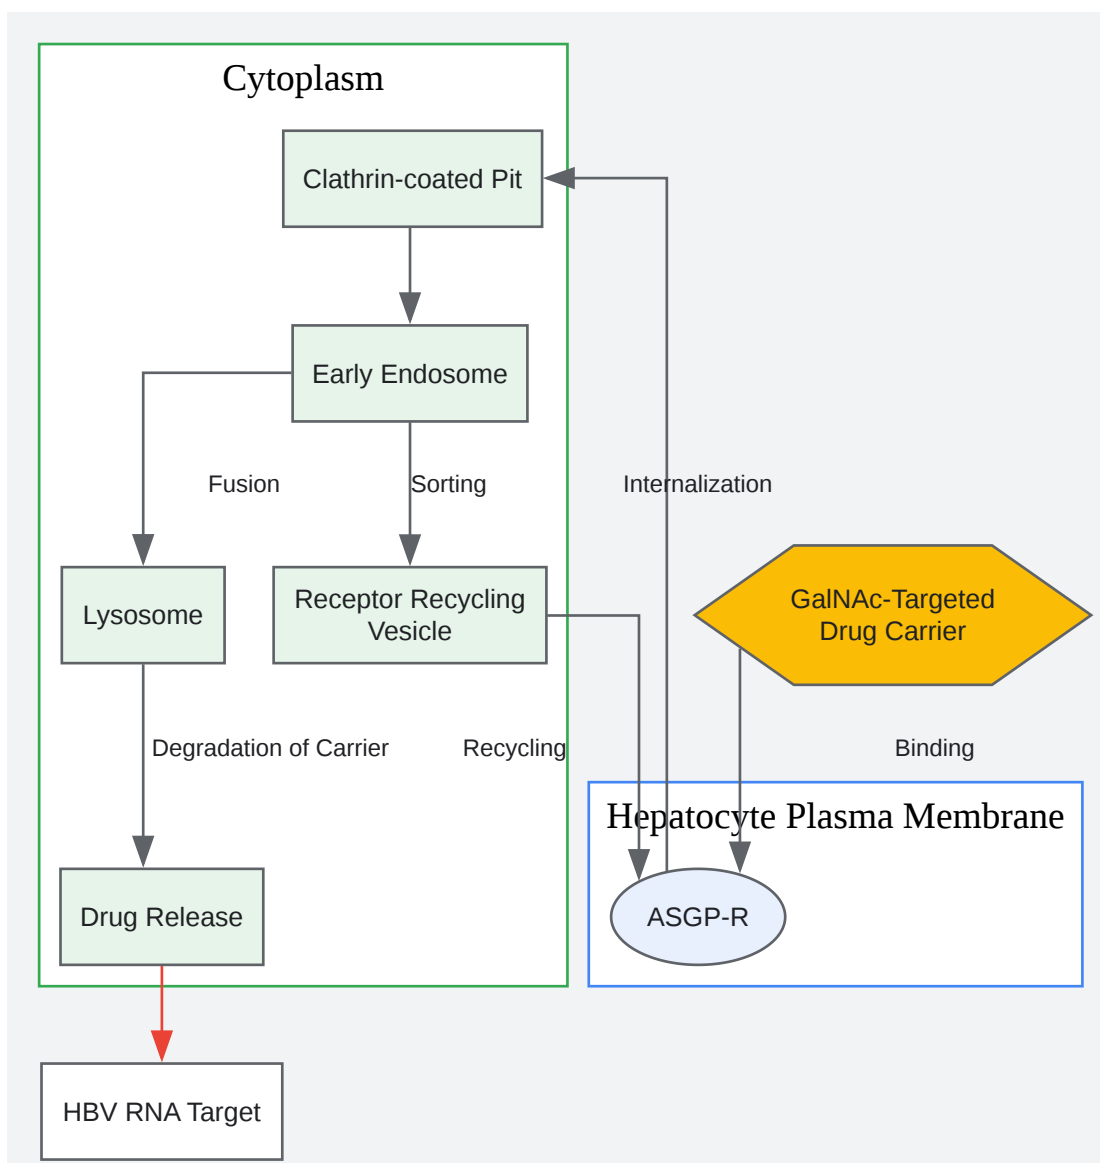 Cytoplasm
Clathrin-coated Pit
Early Endosome
Fusion
Sorting
Internalization
Lysosome
Receptor Recycling
Vesicle
GalNAc-Targeted
Drug Carrier
Degradation of Carrier
Recycling
Binding
Hepatocyte Plasma Membrane
Drug Release
ASGP-R
HBV RNA Target